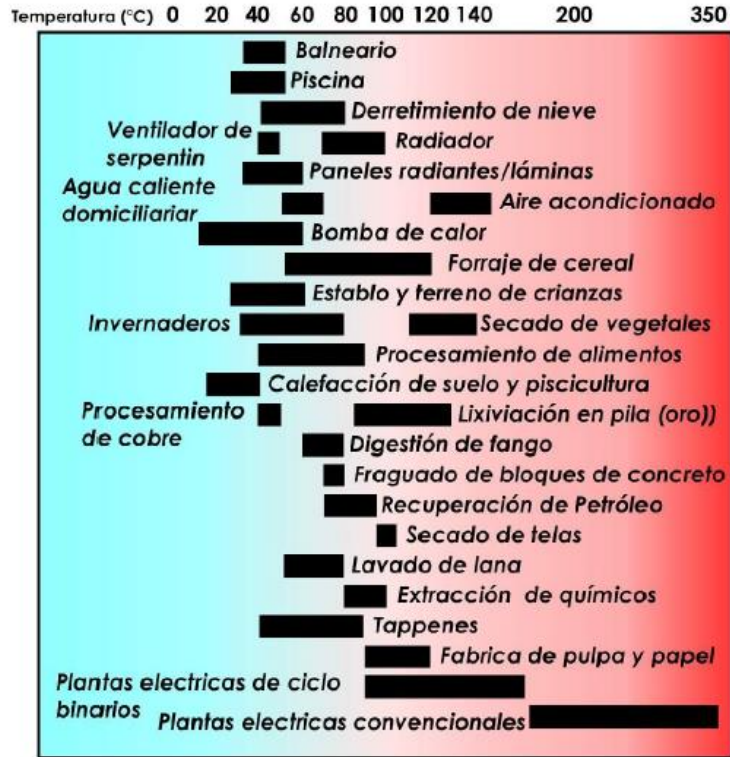 Temperatura (°C) 0 20 40 60 80 100 120 140 200 350
Balneario
Piscina
Derretimiento de nieve
Ventilador de
serpentin
Radiador
Paneles radiantes/láminas
Agua caliente
domiciliariar
Aire acondicionado
Bomba de calor
Forraje de cereal
Establo y terreno de crianzas
Invernaderos
Secado de vegetales
Procesamiento de alimentos
Calefacción de suelo y piscicultura
Procesamiento
de cobre
Lixiviación en pila (oro))
Digestión de fango
Fraguado de bloques de concreto
Recuperación de Petróleo
Secado de telas
Lavado de lana
Extracción de químicos
Tappenes
Fabrica de pulpa y papel
Plantas electricas de ciclo
binarios
Plantas electricas convencionales